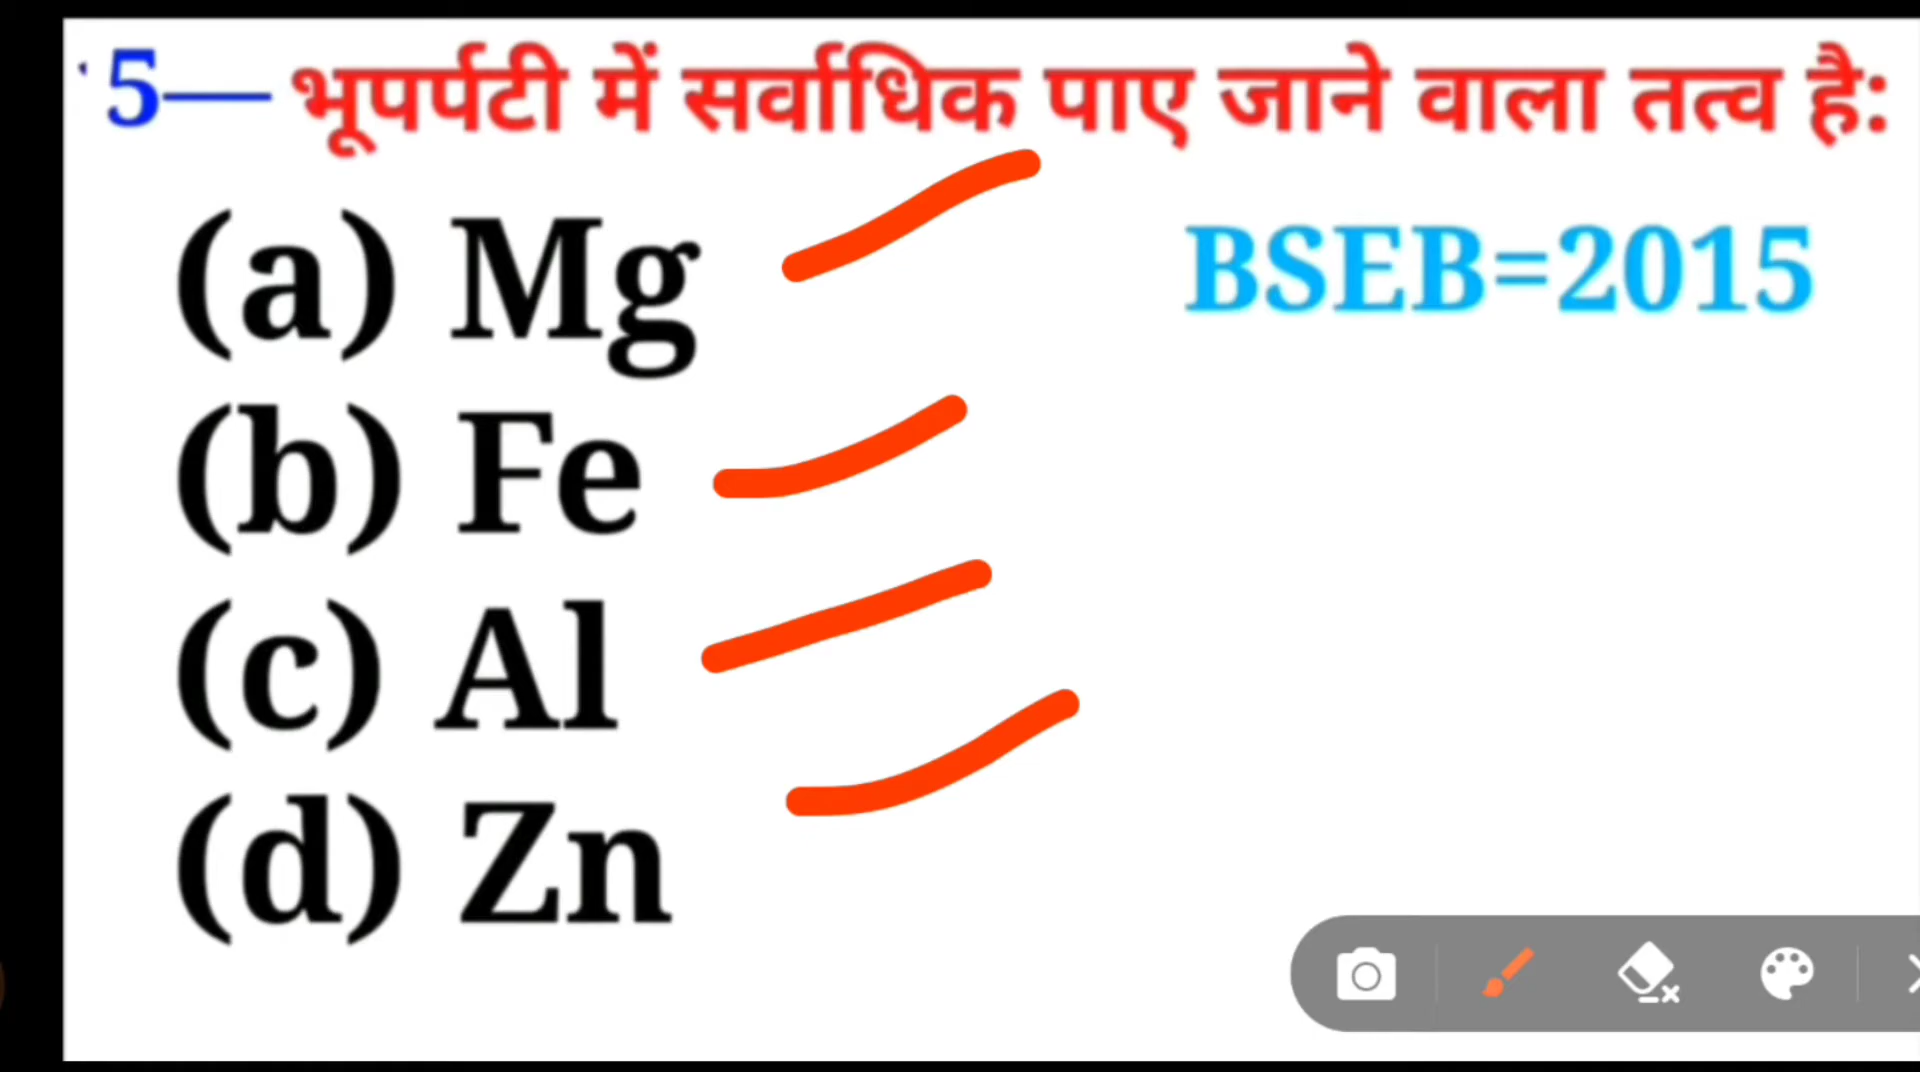 5— भूपर्पटी में सर्वाधिक पाए जाने वाला तत्व है:
(a) Mg
BSEB=2015
(b) Fe
(c) Al
(d) Zn